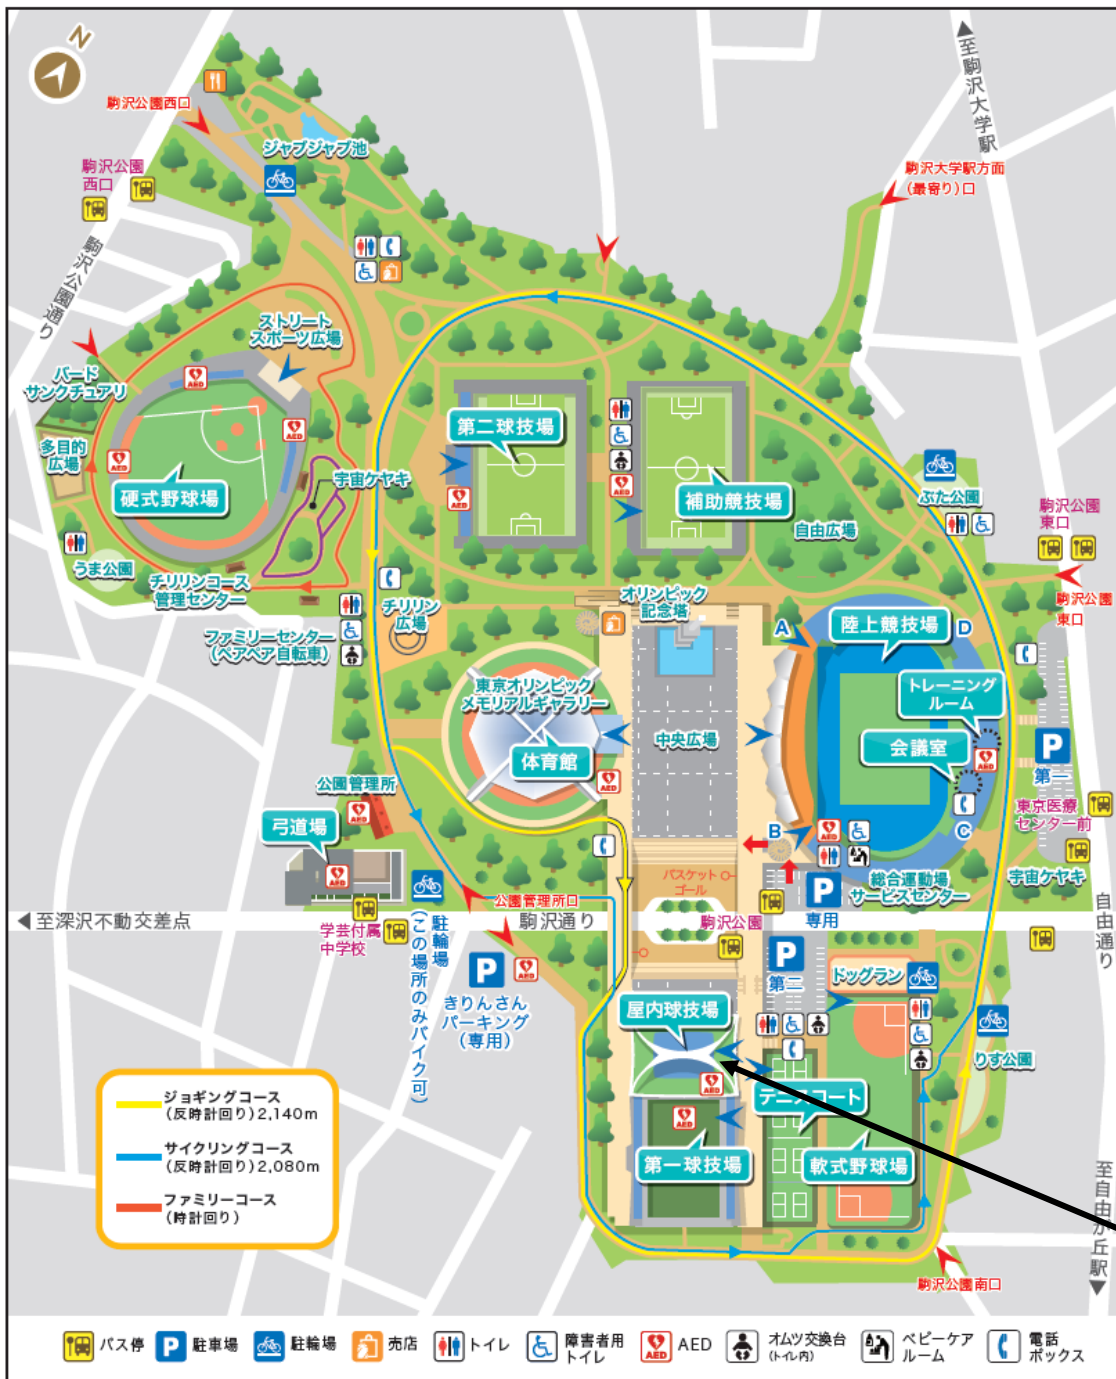 N
駒沢公園西口
ジャブジャブ池
駒沢公園
西口
駒沢公園通り
▲至駒沢大学駅
駒沢大学駅方面
(最寄り)口
ストリート
スポーツ広場
バード
サンクチュアリ
多目的
広場
AED
AED
AED
硬式野球場
宇宙ケヤキ
うま公園
チリリンコース
管理センター
第二球技場
AED
AED
補助競技場
自由広場
ぶた公園
駒沢公園
東口
駒沢公園
東口
ファミリーセンター
(ペアペア自転車)
チリリン
広場
オリンピック
記念塔
A
陸上競技場
D
トレーニング
ルーム
会議室
AED
東京オリンピック
メモリアルギャラリー
体育館
AED
中央広場
P
第一
東京医療
センター前
公園管理所
AED
弓道場
AED
B
AED
C
総合運動場
サービスセンター
宇宙ケヤキ
バスケット
ゴール
P
専用
公園管理所口
◀至深沢不動交差点
駒沢通り
駒沢公園
自由通り
学芸付属
中学校
駐輪場
(この場所のみバイク可)
P
AED
きりんさん
パーキング
(専用)
P
第二
ドッグラン
屋内球技場
AED
りす公園
テニスコート
AED
第一球技場
軟式野球場
至自由が丘駅▼
駒沢公園南口
ジョギングコース
(反時計回り)2,140m
サイクリングコース
(反時計回り)2,080m
ファミリーコース
(時計回り)
バス停
P 駐車場
駐輪場
売店
トイレ
障害者用
トイレ
AED AED
オムツ交換台
(トイレ内)
ベビーケア
ルーム
電話
ボックス